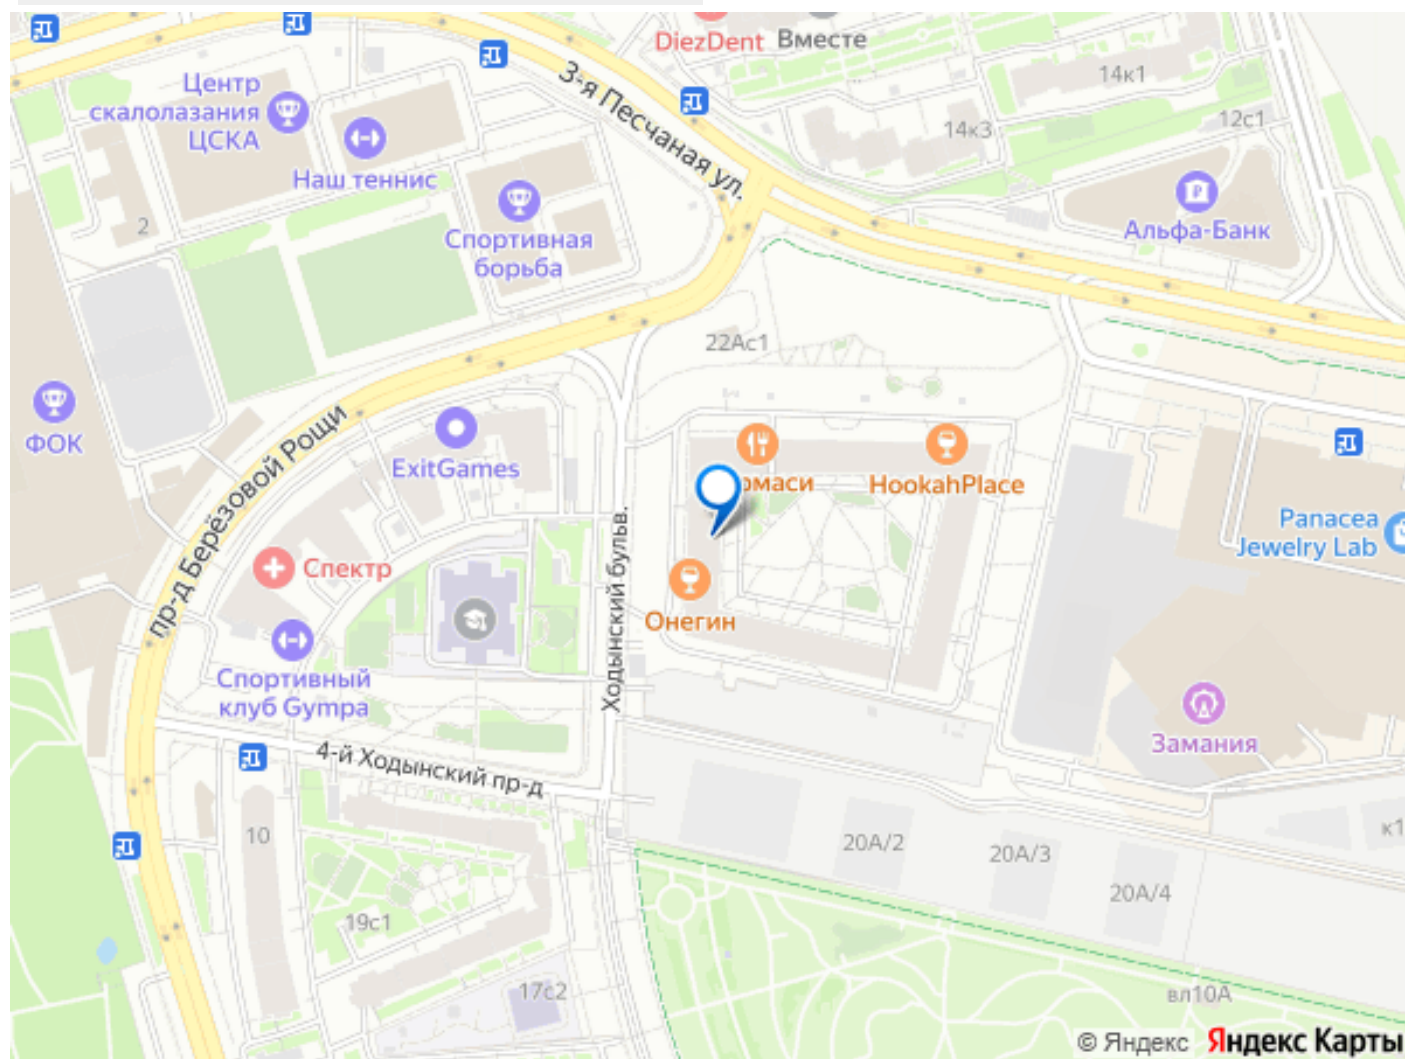 DiezDent
Вместе
Центр
скалолазания
ЦСКА
Наш теннис
3-я Песчаная ул.
14к1
14к3
12с1
Альфа-Банк
2
Спортивная
борьба
22Ас1
ФОК
пр-д Берёзовой Рощи
ExitGames
омаси
HookahPlace
Panacea
Jewelry Lab
Спектр
Ходынский бульв.
Онегин
Спортивный
клуб Gympa
Замания
4-й Ходынский пр-д
10
20А/2
20А/3
20А/4
к1
19с1
17с2
вл10А
© Яндекс Яндекс Карты